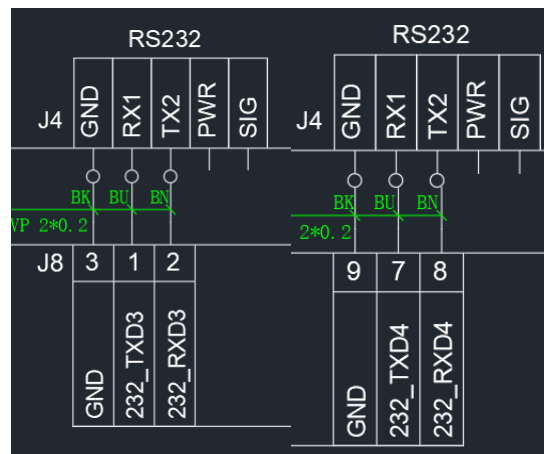 RS232
J4 GND RX1 TX2 PWR SIG
BK BU BN
VP 2*0.2
J8 3 1 2
GND 232_TXD3 232_RXD3
RS232
J4 GND RX1 TX2 PWR SIG
BK BU BN
2*0.2
9 7 8
GND 232_TXD4 232_RXD4